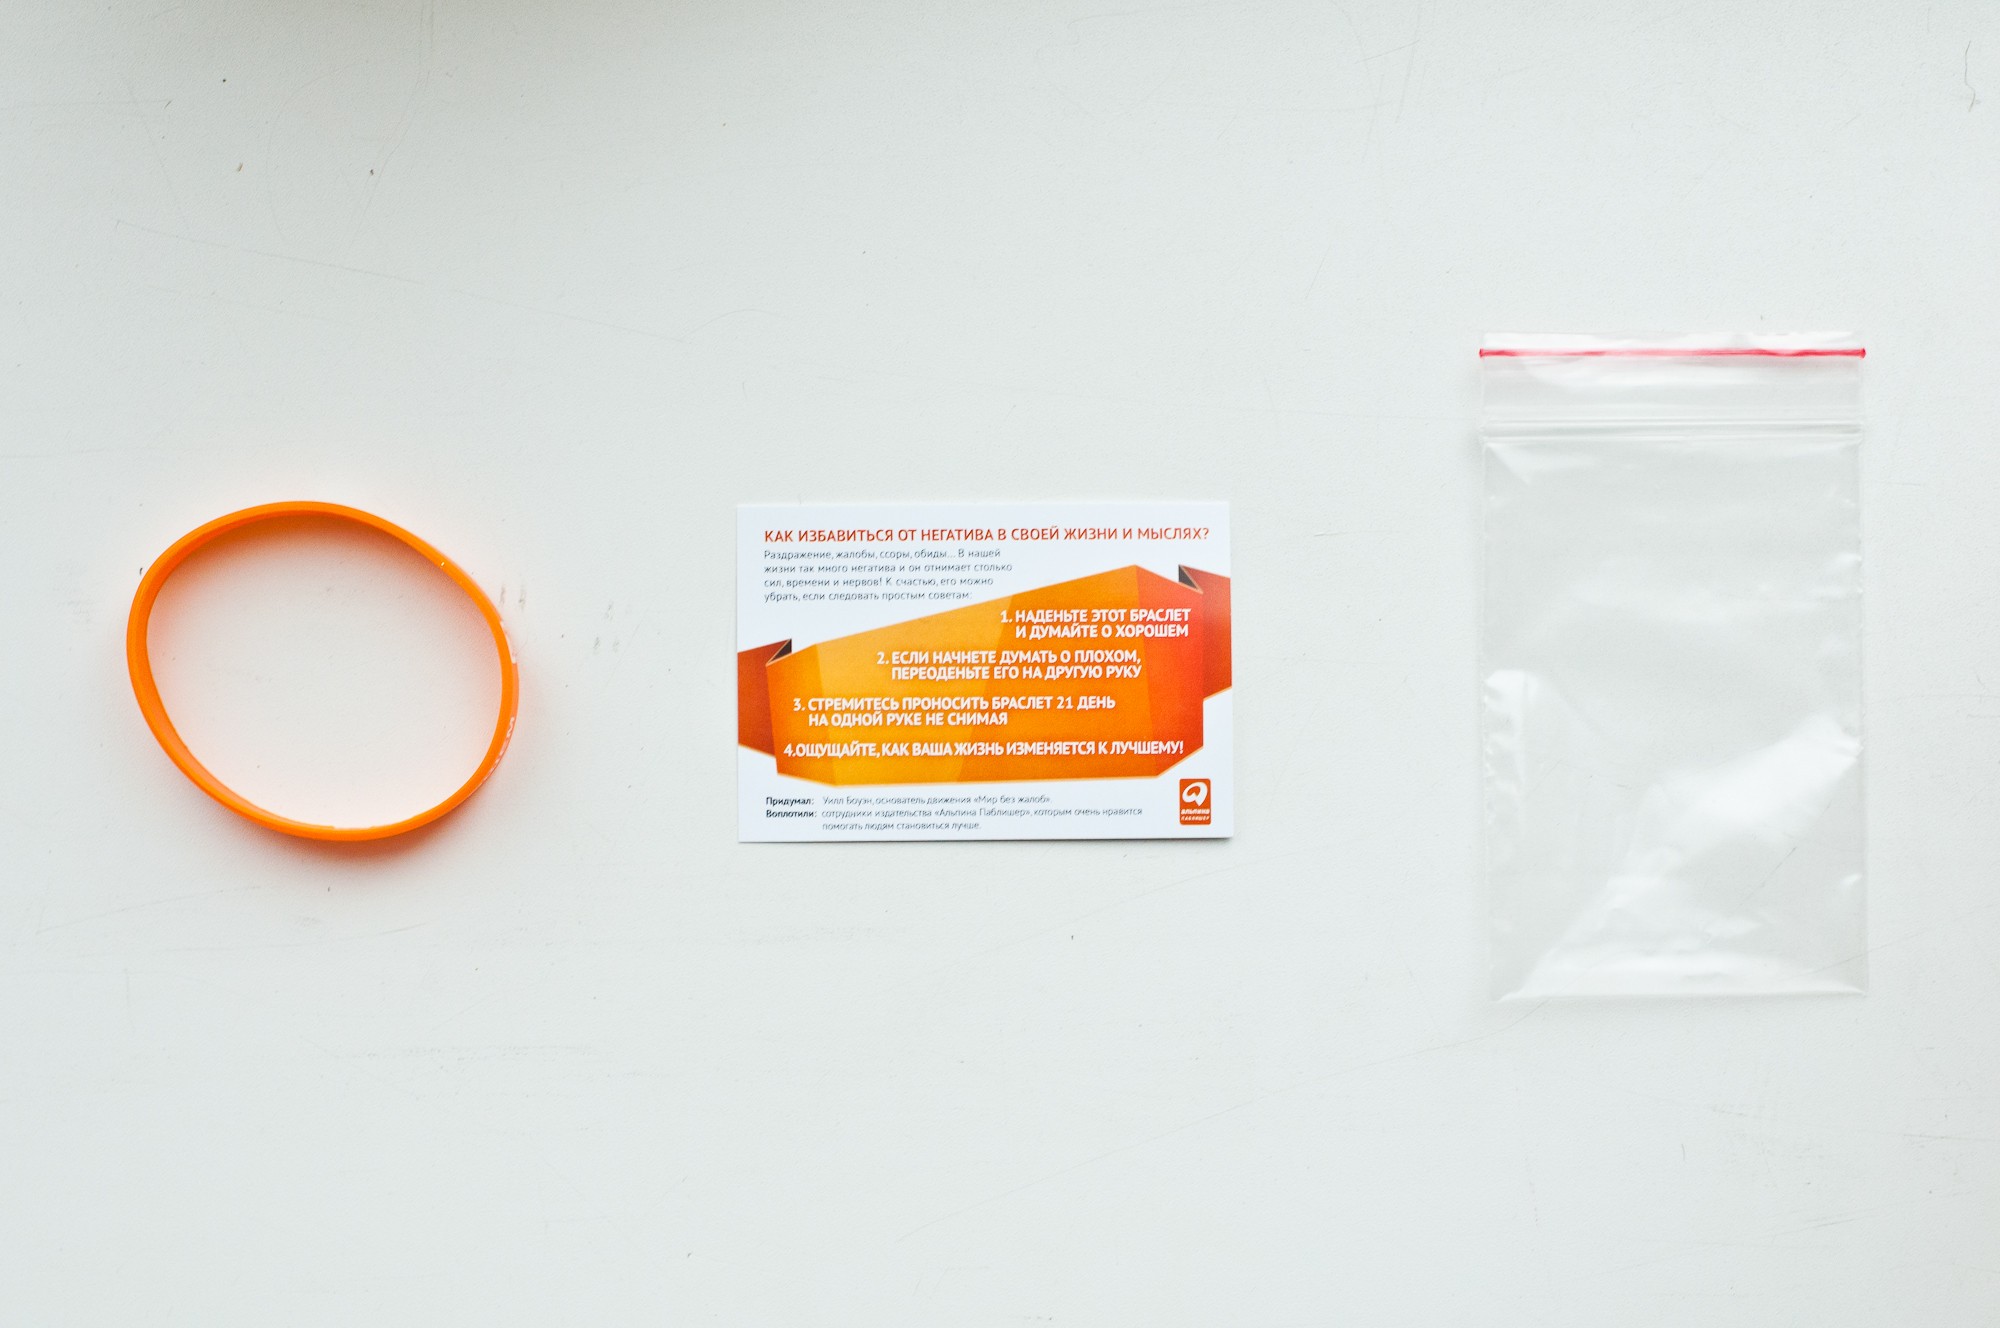 КАК ИЗБАВИТЬСЯ ОТ НЕГАТИВА В СВОЕЙ ЖИЗНИ И МЫСЛЯХ?
Раздражение, жалобы, ссоры, обиды... В нашей
жизни так много негатива и он отнимает столько
сил, времени и нервов! К счастью, его можно
убрать, если следовать простым советам:
1. НАДЕНЬТЕ ЭТОТ БРАСЛЕТ
И ДУМАЙТЕ О ХОРОШЕМ
2. ЕСЛИ НАЧНЕТЕ ДУМАТЬ О ПЛОХОМ,
ПЕРЕОДЕНЬТЕ ЕГО НА ДРУГУЮ РУКУ
3. СТРЕМИТЕСЬ ПРОНОСИТЬ БРАСЛЕТ 21 ДЕНЬ
НА ОДНОЙ РУКЕ НЕ СНИМАЯ
4.ОЩУЩАЙТЕ, КАК ВАША ЖИЗНЬ ИЗМЕНЯЕТСЯ К ЛУЧШЕМУ!
Придумал: Уилл Боуэн, основатель движения «Мир без жалоб».
Воплотили: сотрудники издательства «Альпина Паблишер», которым очень нравится
помогать людям становиться лучше.
АЛЬПИНА
ПАБЛИШЕР